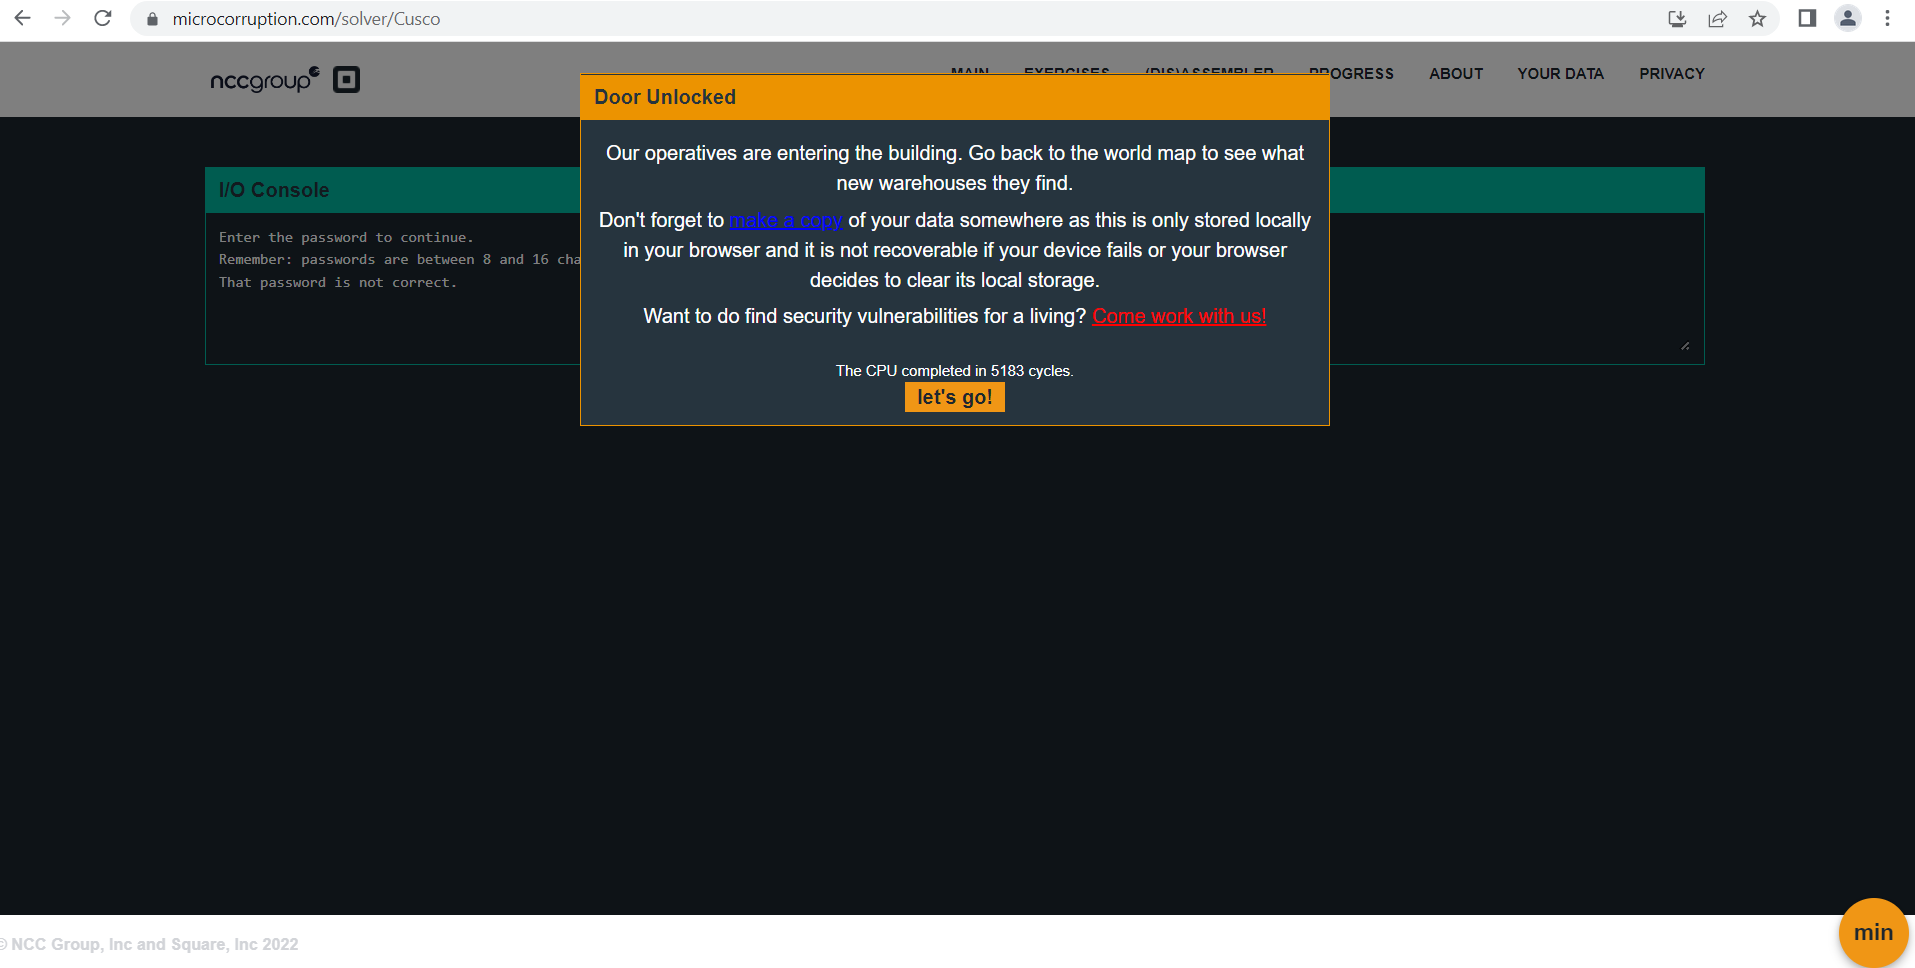 microcorruption.com/solver/Cusco
nccgroup
MAIN EXERCISES (DIS)ASSEMBLER PROGRESS ABOUT YOUR DATA PRIVACY
Door Unlocked
Our operatives are entering the building. Go back to the world map to see what
new warehouses they find.
Don't forget to make a copy of your data somewhere as this is only stored locally
in your browser and it is not recoverable if your device fails or your browser
decides to clear its local storage.
Want to do find security vulnerabilities for a living? Come work with us!
The CPU completed in 5183 cycles.
let's go!
I/O Console
Enter the password to continue.
Remember: passwords are between 8 and 16 cha
That password is not correct.
© NCC Group, Inc and Square, Inc 2022
min